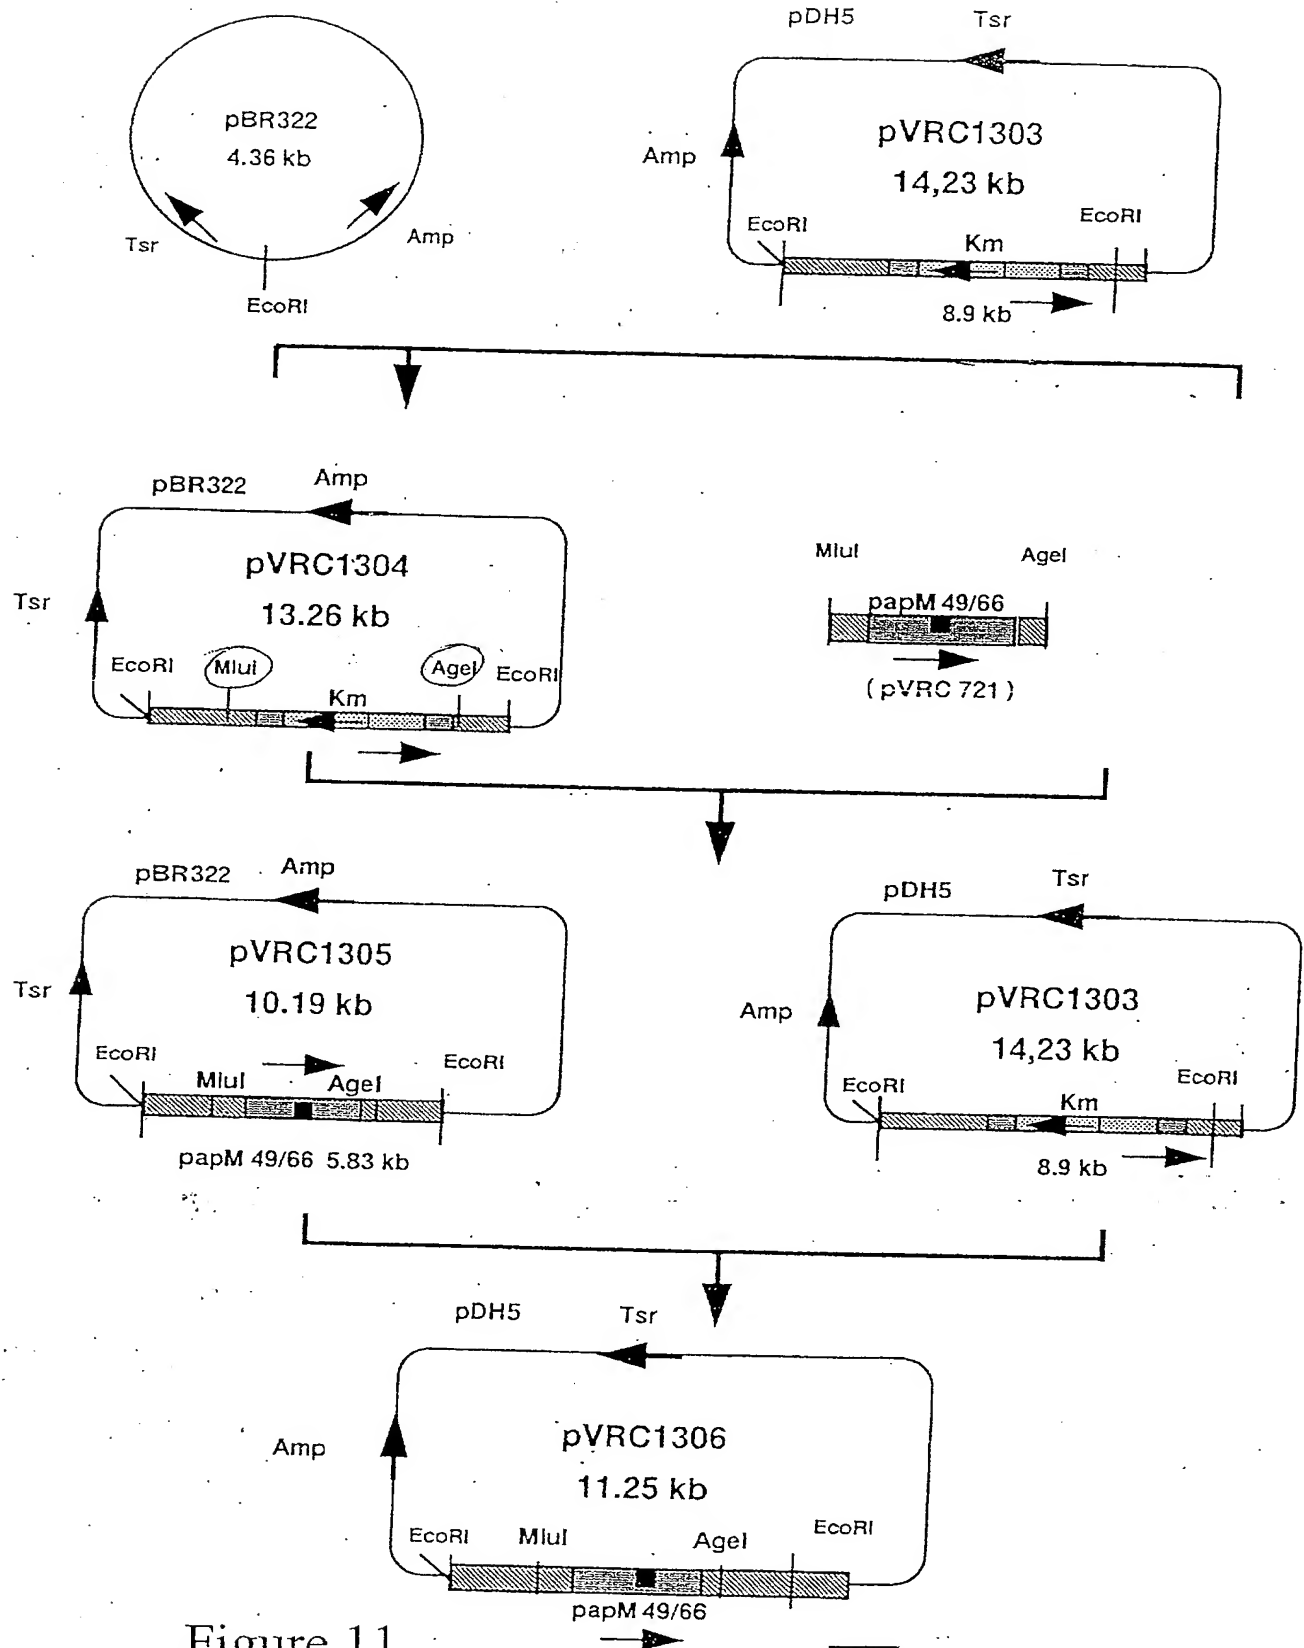 pBR322
4.36 kb
Tsr
Amp
EcoRI
pDH5
Tsr
pVRC1303
14,23 kb
Amp
EcoRI
EcoRI
Km
8.9 kb
pBR322
Amp
pVRC1304
13.26 kb
Tsr
EcoRI
MluI
AgeI
EcoRI
Km
MluI
AgeI
papM 49/66
( pVRC 721 )
pBR322
Amp
pVRC1305
10.19 kb
Tsr
EcoRI
EcoRI
MluI
AgeI
papM 49/66 5.83 kb
pDH5
Tsr
pVRC1303
14,23 kb
Amp
EcoRI
EcoRI
Km
8.9 kb
pDH5
Tsr
pVRC1306
11.25 kb
Amp
EcoRI
MluI
AgeI
EcoRI
papM 49/66
Figure 11